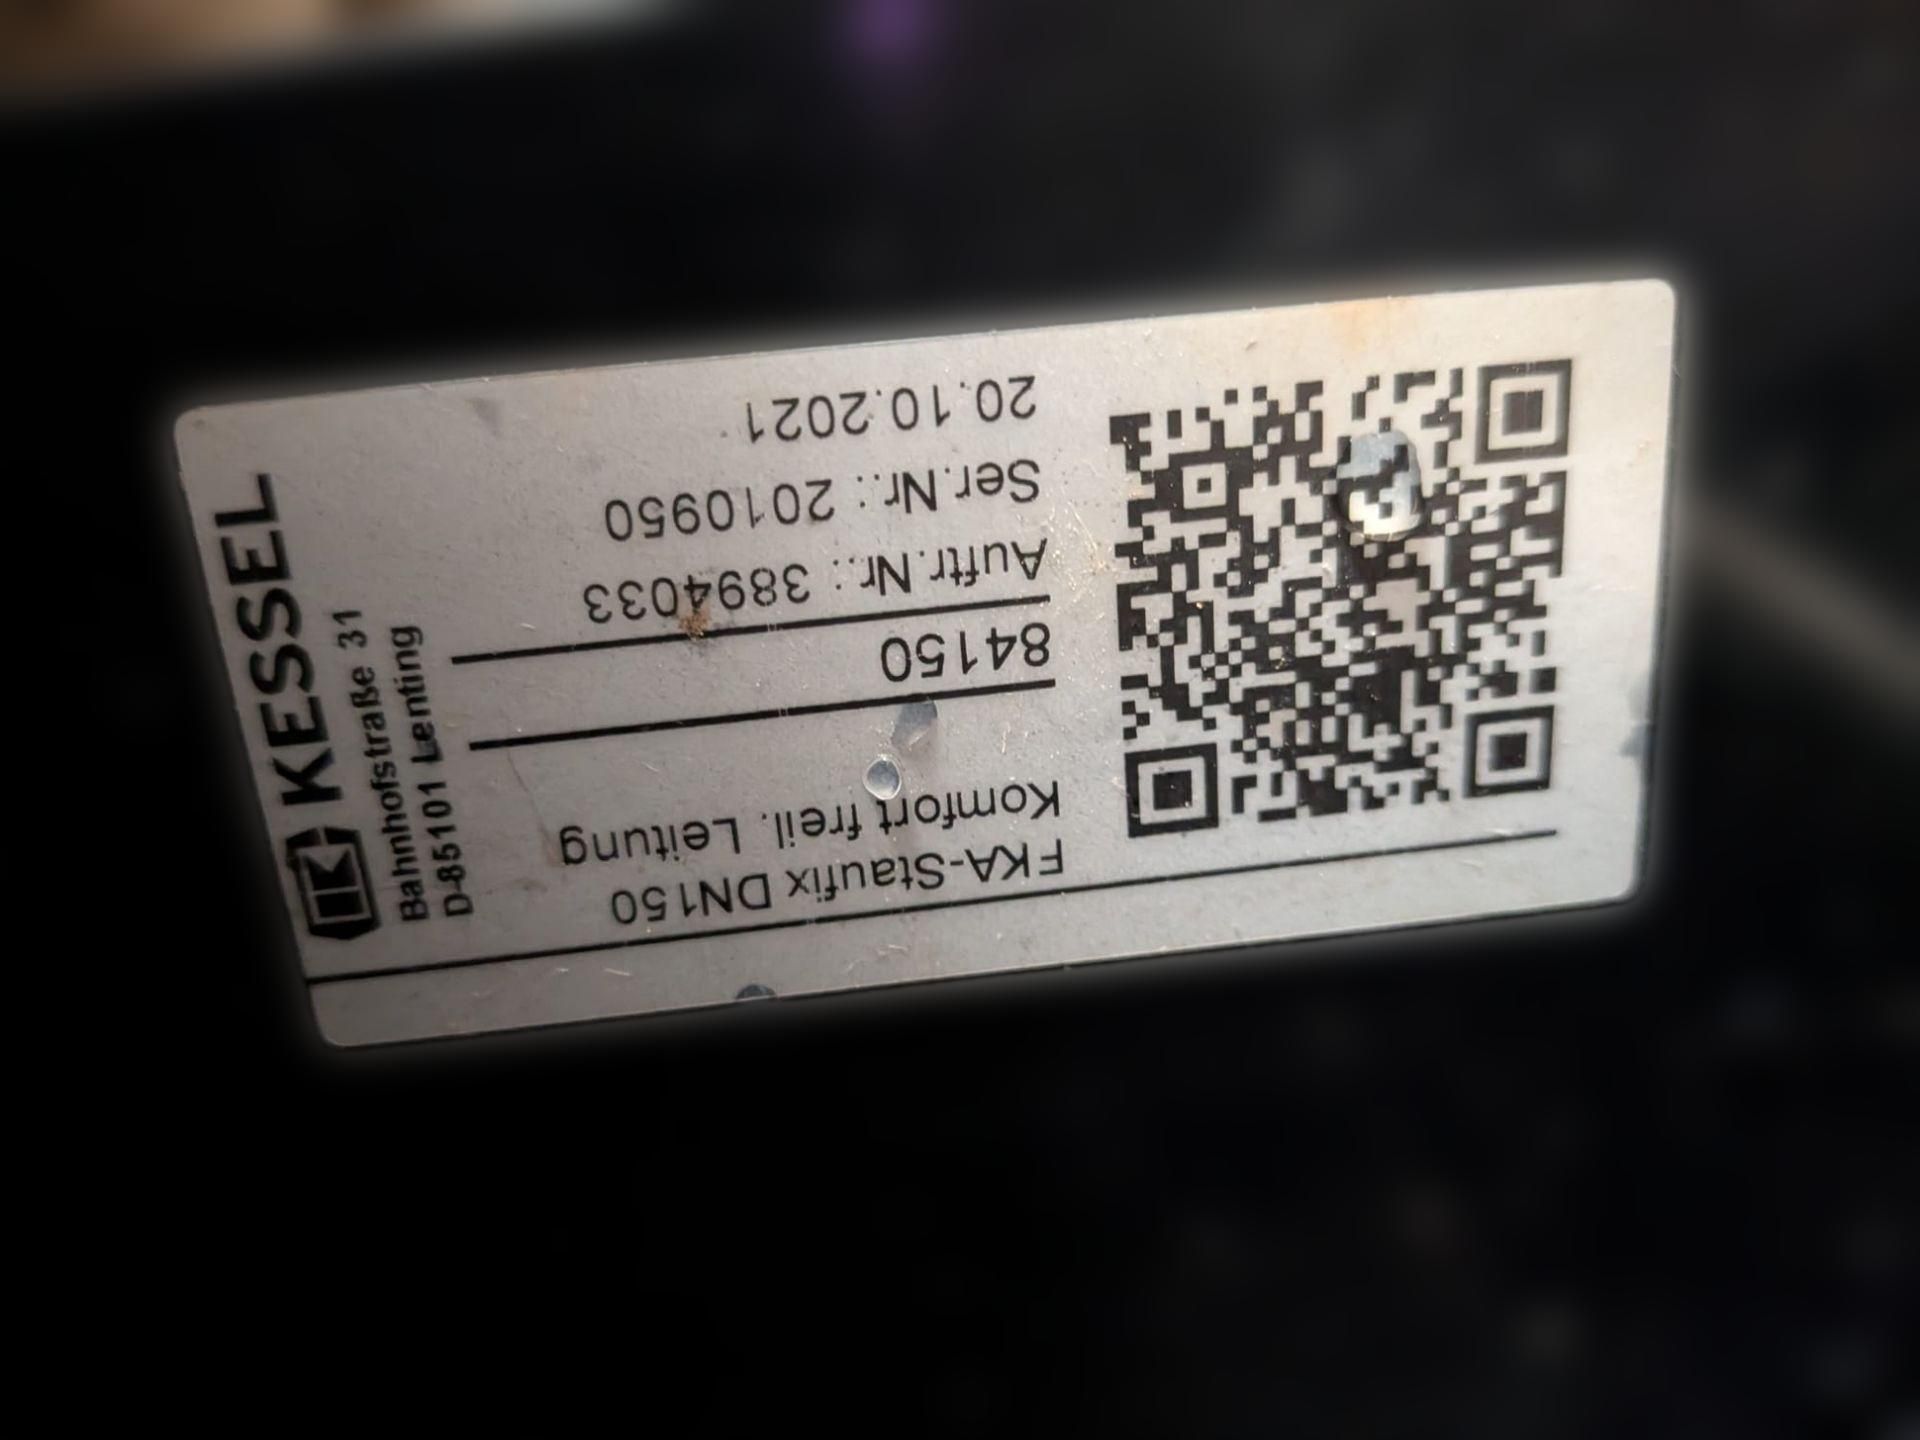 FKA-Staufix DN150
Komfort freil. Leitung
84150
Auftr.Nr.: 3894033
Ser.Nr.: 2010950
20.10.2021
KESSEL
Bahnhofstraße 31
D-85101 Lenting